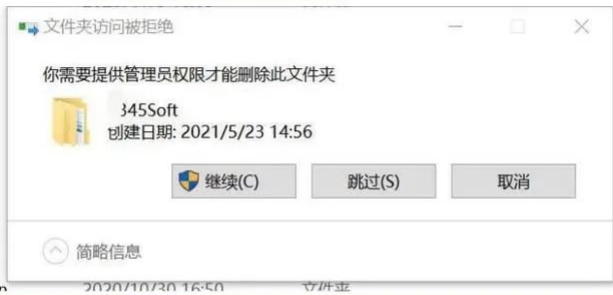 文件夹访问被拒绝
你需要提供管理员权限才能删除此文件夹
345Soft
创建日期: 2021/5/23 14:56
继续(C)
跳过(S)
取消
简略信息
2020/10/30 16:50
文件夹